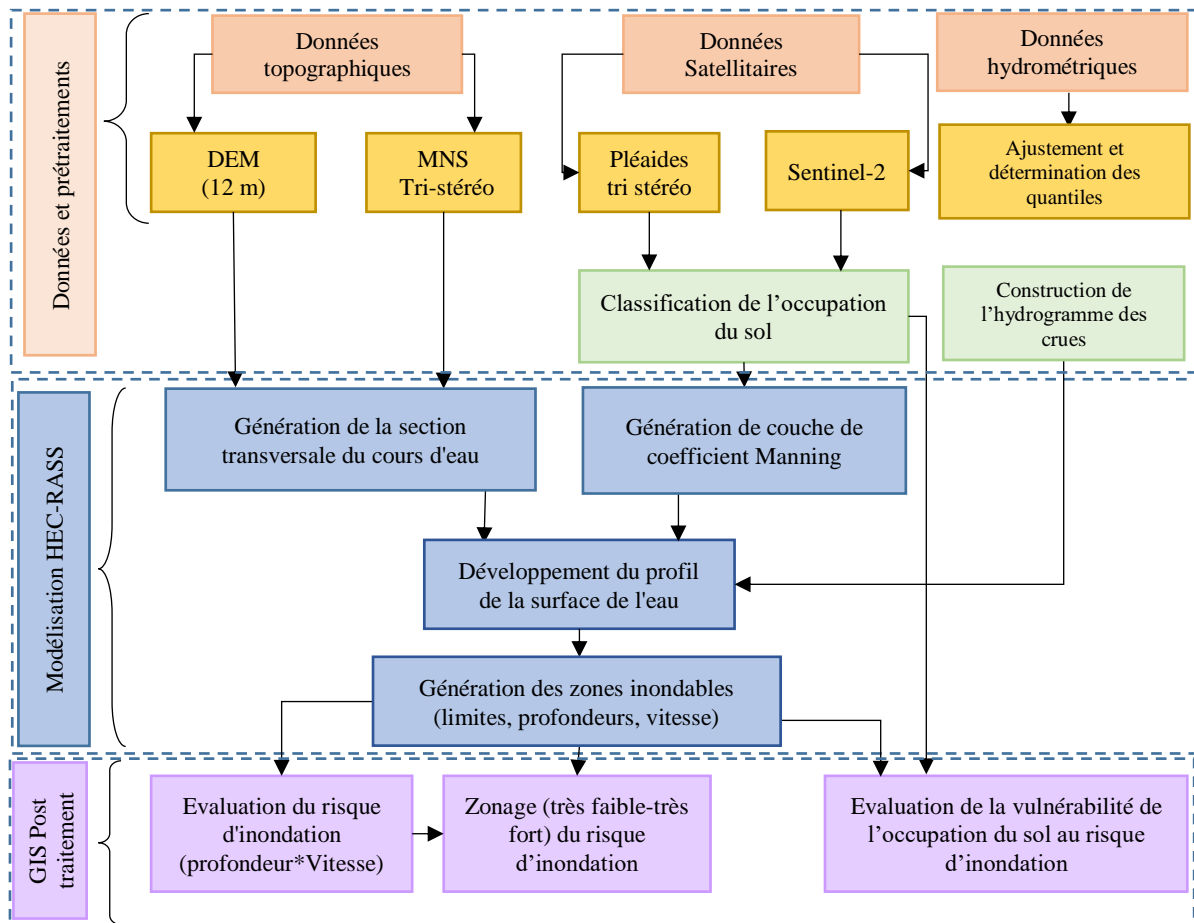 Données et prétraitements
Données
topographiques
Données
Satellitaires
Données
hydrométriques
DEM
(12 m)
MNS
Tri-stéréo
Pléaides
tri stéréo
Sentinel-2
Ajustement et
détermination des
quantiles
Classification de l’occupation
du sol
Construction de
l’hydrogramme des
crues
Modélisation HEC-RASS
Génération de la section
transversale du cours d'eau
Génération de couche de
coefficient Manning
Développement du profil
de la surface de l'eau
Génération des zones inondables
(limites, profondeurs, vitesse)
GIS Post
traitement
Evaluation du risque
d'inondation
(profondeur*Vitesse)
Zonage (très faible-très
fort) du risque
d’inondation
Evaluation de la vulnérabilité de
l’occupation du sol au risque
d’inondation